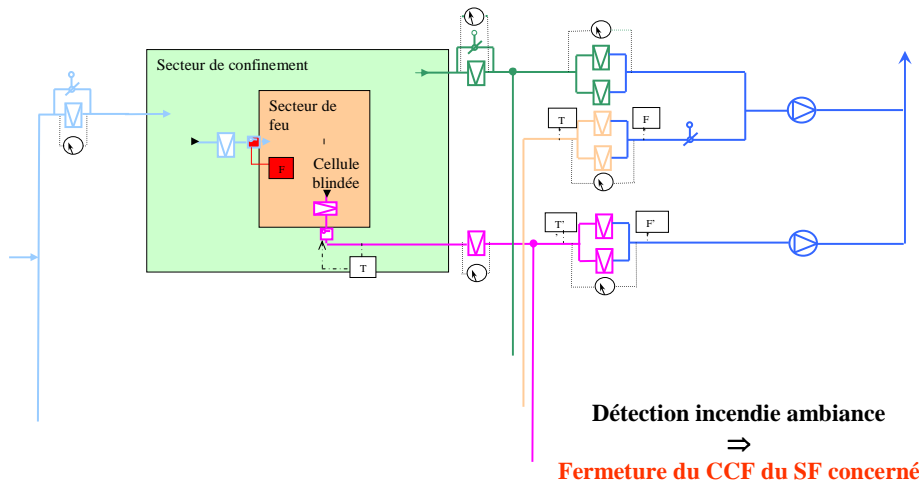 Secteur de confinement
Secteur de
feu
Cellule
blindée
F
T
T
F
T'
F'
Détection incendie ambiance
⇒
Fermeture du CCF du SF concerné